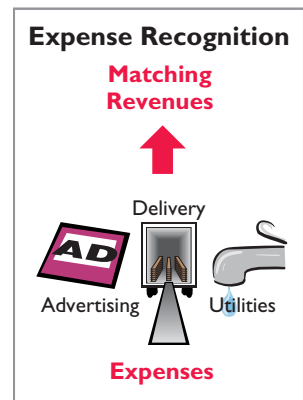 Expense Recognition
Matching
Revenues
Delivery
AD
Advertising
Utilities
Expenses